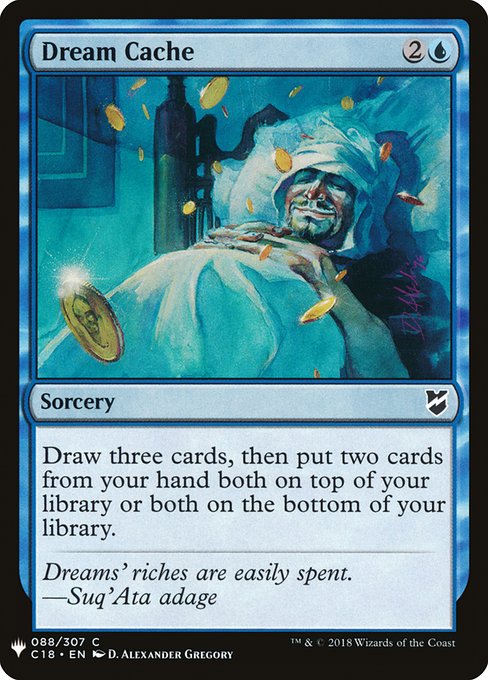 Dream Cache 2
Sorcery
Draw three cards, then put two cards
from your hand both on top of your
library or both on the bottom of your
library.
Dreams' riches are easily spent.
—Suq'Ata adage
088/307 C
C18 • EN D. Alexander Gregory
™ & © 2018 Wizards of the Coast